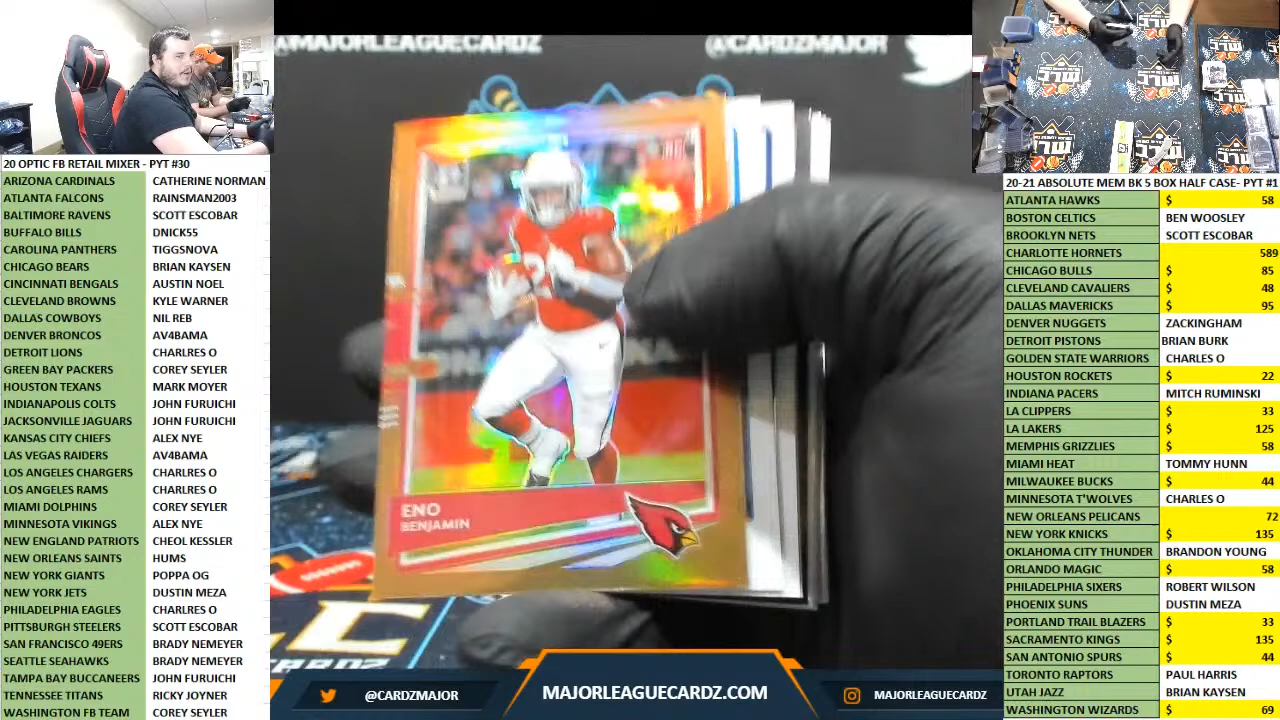 @MAJORLEAGUECARDZ
@CARDZMAJOR
20 OPTIC FB RETAIL MIXER - PYT #30
ARIZONA CARDINALS CATHERINE NORMAN
ATLANTA FALCONS RAINSMAN2003
BALTIMORE RAVENS SCOTT ESCOBAR
BUFFALO BILLS DNICK55
CAROLINA PANTHERS TIGGSNOVA
CHICAGO BEARS BRIAN KAYSEN
CINCINNATI BENGALS AUSTIN NOEL
CLEVELAND BROWNS KYLE WARNER
DALLAS COWBOYS NIL REB
DENVER BRONCOS AV4BAMA
DETROIT LIONS CHARLRES O
GREEN BAY PACKERS COREY SEYLER
HOUSTON TEXANS MARK MOYER
INDIANAPOLIS COLTS JOHN FURUICHI
JACKSONVILLE JAGUARS JOHN FURUICHI
KANSAS CITY CHIEFS ALEX NYE
LAS VEGAS RAIDERS AV4BAMA
LOS ANGELES CHARGERS CHARLRES O
LOS ANGELES RAMS CHARLRES O
MIAMI DOLPHINS COREY SEYLER
MINNESOTA VIKINGS ALEX NYE
NEW ENGLAND PATRIOTS CHEOL KESSLER
NEW ORLEANS SAINTS HUMS
NEW YORK GIANTS POPPA OG
NEW YORK JETS DUSTIN MEZA
PHILADELPHIA EAGLES CHARLRES O
PITTSBURGH STEELERS SCOTT ESCOBAR
SAN FRANCISCO 49ERS BRADY NEMEYER
SEATTLE SEAHAWKS BRADY NEMEYER
TAMPA BAY BUCCANEERS JOHN FURUICHI
TENNESSEE TITANS RICKY JOYNER
WASHINGTON FB TEAM COREY SEYLER
ENO
BENJAMIN
@CARDZMAJOR
MAJORLEAGUECARDZ.COM
MAJORLEAGUECARDZ
20-21 ABSOLUTE MEM BK 5 BOX HALF CASE- PYT #1
ATLANTA HAWKS $ 58
BOSTON CELTICS BEN WOOSLEY
BROOKLYN NETS SCOTT ESCOBAR
CHARLOTTE HORNETS 589
CHICAGO BULLS $ 85
CLEVELAND CAVALIERS $ 48
DALLAS MAVERICKS $ 95
DENVER NUGGETS ZACKINGHAM
DETROIT PISTONS BRIAN BURK
GOLDEN STATE WARRIORS CHARLES O
HOUSTON ROCKETS $ 22
INDIANA PACERS MITCH RUMINSKI
LA CLIPPERS $ 33
LA LAKERS $ 125
MEMPHIS GRIZZLIES $ 58
MIAMI HEAT TOMMY HUNN
MILWAUKEE BUCKS $ 44
MINNESOTA T'WOLVES CHARLES O
NEW ORLEANS PELICANS 72
NEW YORK KNICKS $ 135
OKLAHOMA CITY THUNDER BRANDON YOUNG
ORLANDO MAGIC $ 58
PHILADELPHIA SIXERS ROBERT WILSON
PHOENIX SUNS DUSTIN MEZA
PORTLAND TRAIL BLAZERS $ 33
SACRAMENTO KINGS $ 135
SAN ANTONIO SPURS $ 44
TORONTO RAPTORS PAUL HARRIS
UTAH JAZZ BRIAN KAYSEN
WASHINGTON WIZARDS $ 69